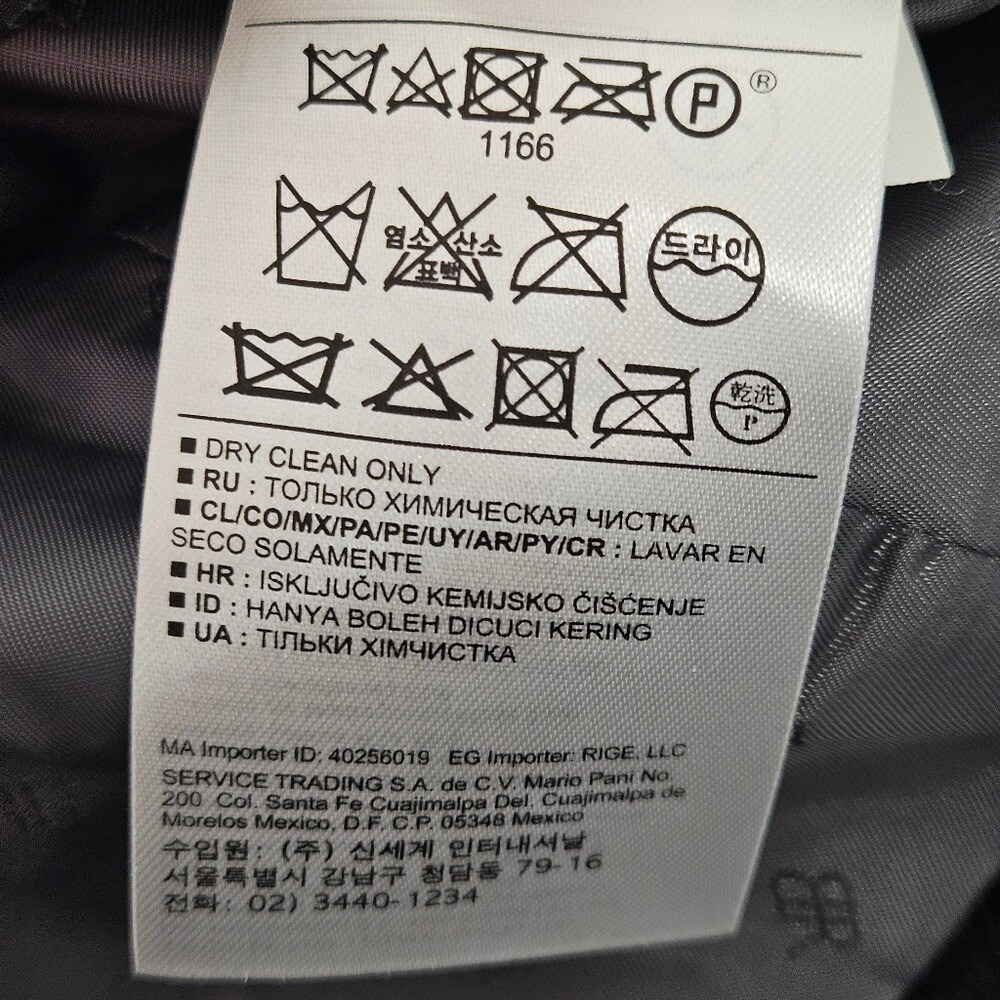 P ®
1166
염소 산소 표백
드라이
乾洗
P
■ DRY CLEAN ONLY
■ RU : ТОЛЬКО ХИМИЧЕСКАЯ ЧИСТКА
■ CL/CO/MX/PA/PE/UY/AR/PY/CR : LAVAR EN
SECO SOLAMENTE
■ HR : ISKLJUČIVO KEMIJSKO ČIŠĆENJE
■ ID : HANYA BOLEH DICUCI KERING
■ UA : ТІЛЬКИ ХІМЧИСТКА
MA Importer ID: 40256019 EG Importer: RIGE, LLC
SERVICE TRADING S.A. de C.V. Mario Pani No.
200 Col. Santa Fe Cuajimalpa Del. Cuajimalpa de
Morelos Mexico, D.F. C.P. 05348 Mexico
수입원: (주) 신세계 인터내셔날
서울특별시 강남구 청담동 79-16
전화: 02) 3440-1234